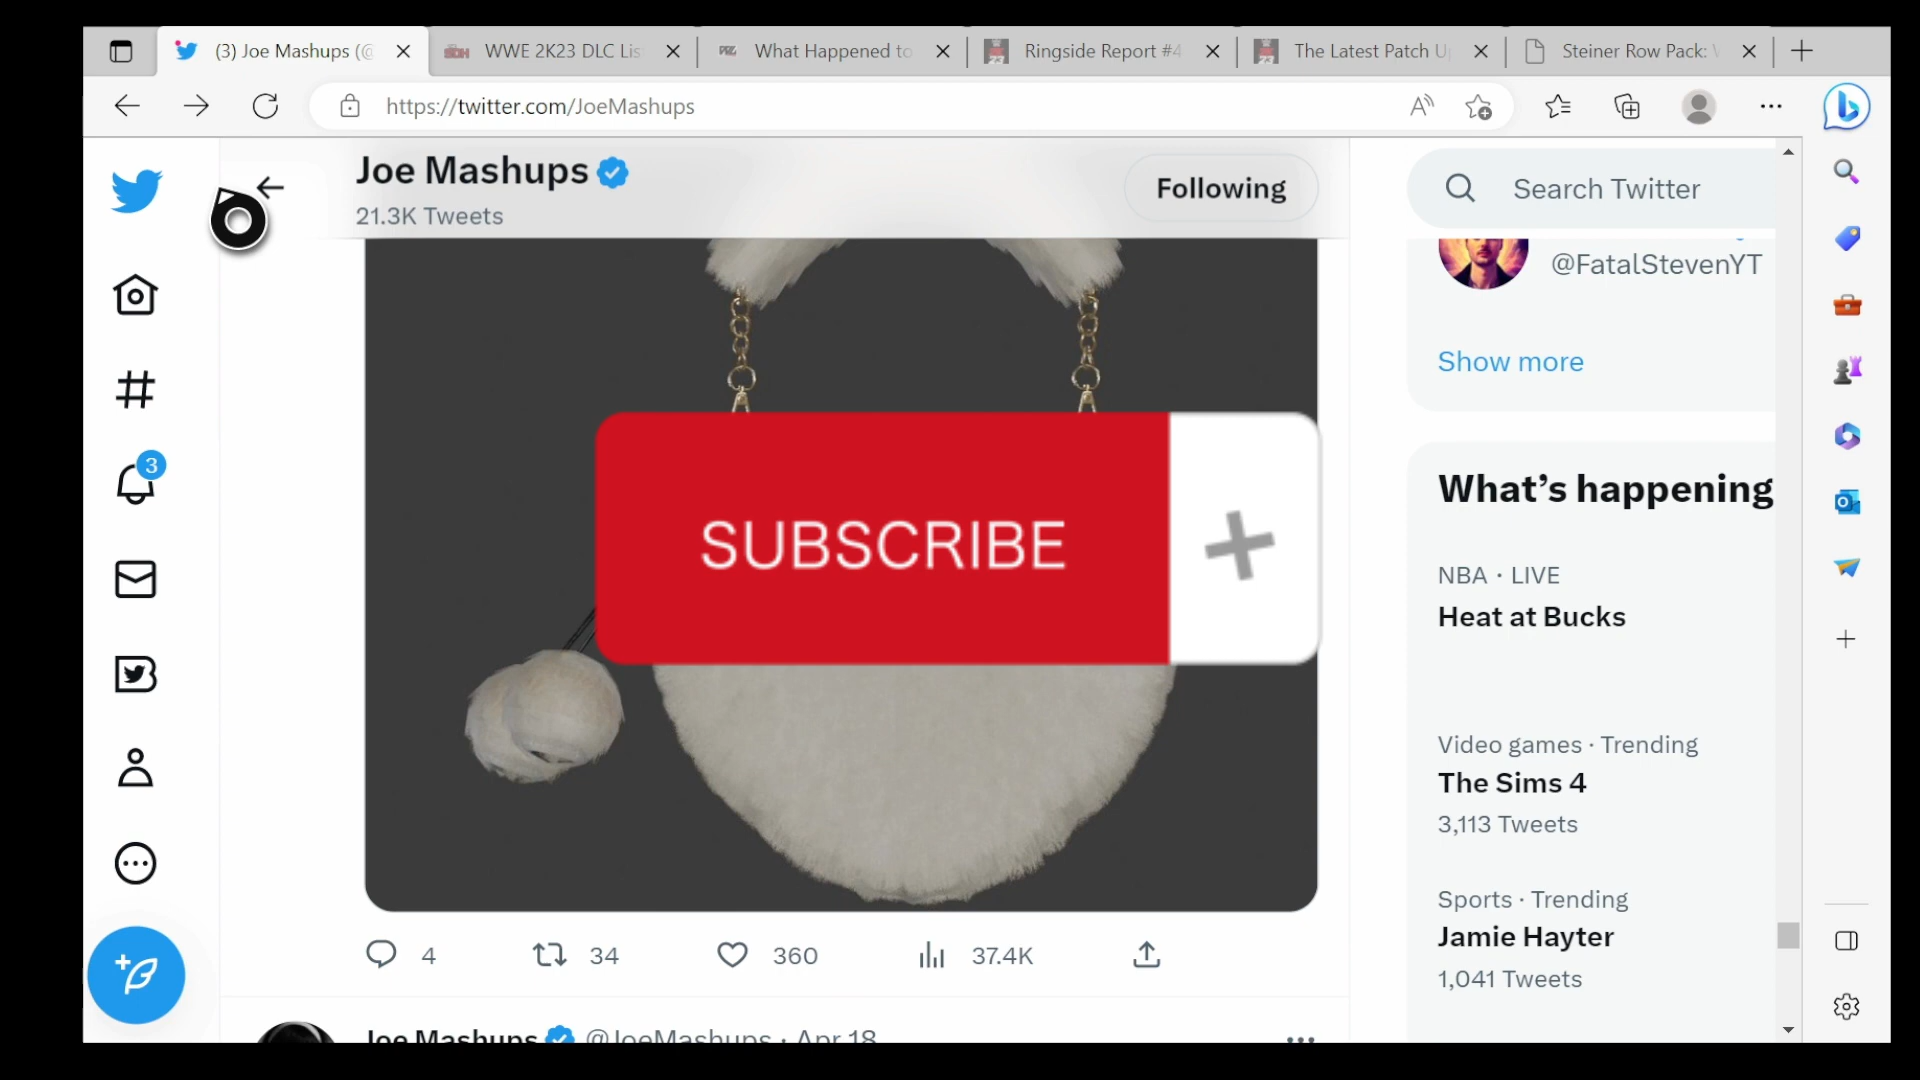 (3) Joe Mashups (@
WWE 2K23 DLC Lis
What Happened to
Ringside Report #4
The Latest Patch U
Steiner Row Pack:
https://twitter.com/JoeMashups
Joe Mashups
21.3K Tweets
Following
Search Twitter
@FatalStevenYT
Show more
3
SUBSCRIBE
What's happening
NBA · LIVE
Heat at Bucks
Video games · Trending
The Sims 4
3,113 Tweets
Sports · Trending
Jamie Hayter
1,041 Tweets
4
34
360
37.4K
Joe Mashups @JoeMashups · Apr 18